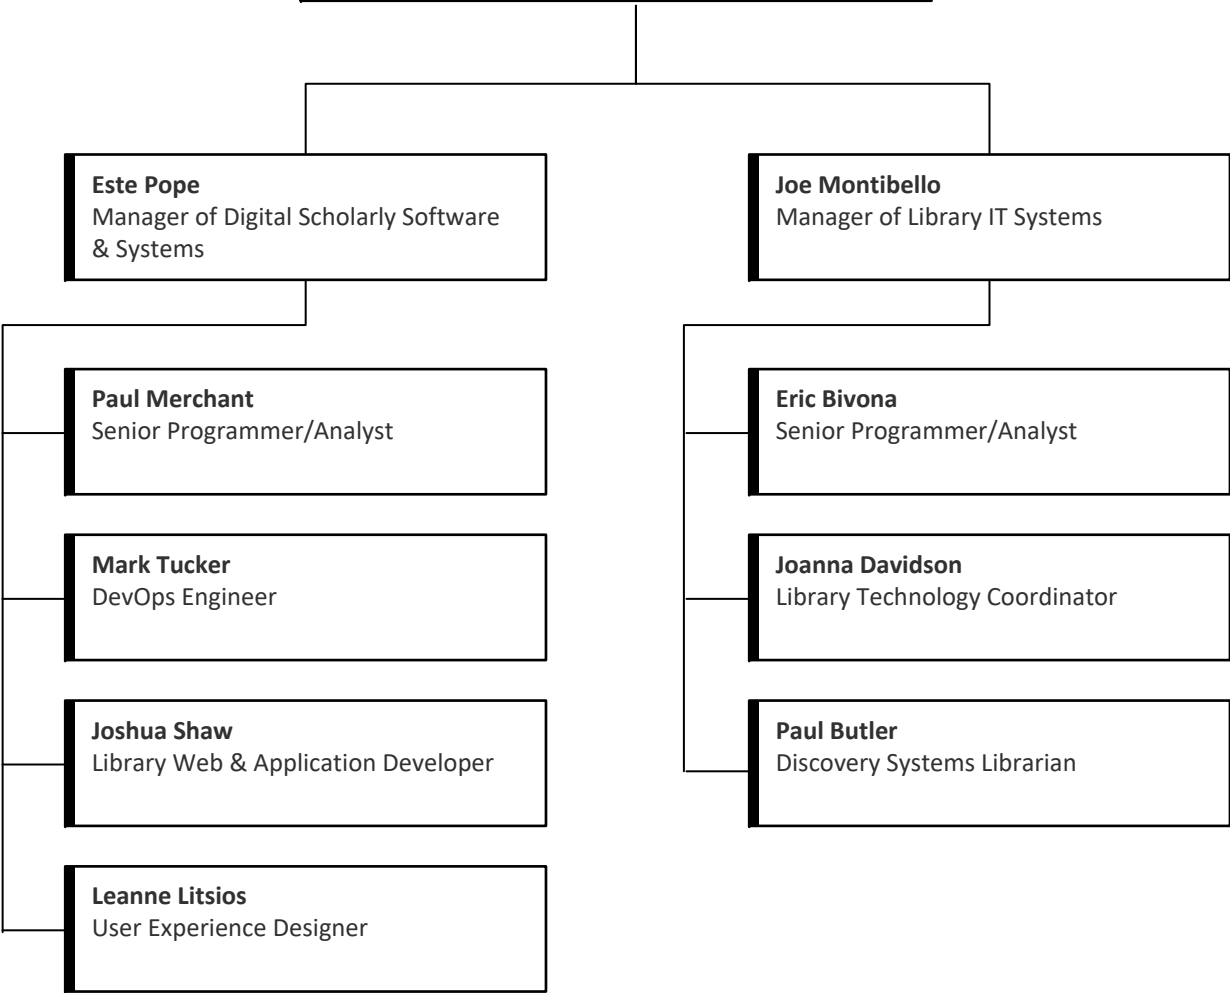 Este Pope
Manager of Digital Scholarly Software
& Systems
Paul Merchant
Senior Programmer/Analyst
Mark Tucker
DevOps Engineer
Joshua Shaw
Library Web & Application Developer
Leanne Litsios
User Experience Designer
Joe Montibello
Manager of Library IT Systems
Eric Bivona
Senior Programmer/Analyst
Joanna Davidson
Library Technology Coordinator
Paul Butler
Discovery Systems Librarian